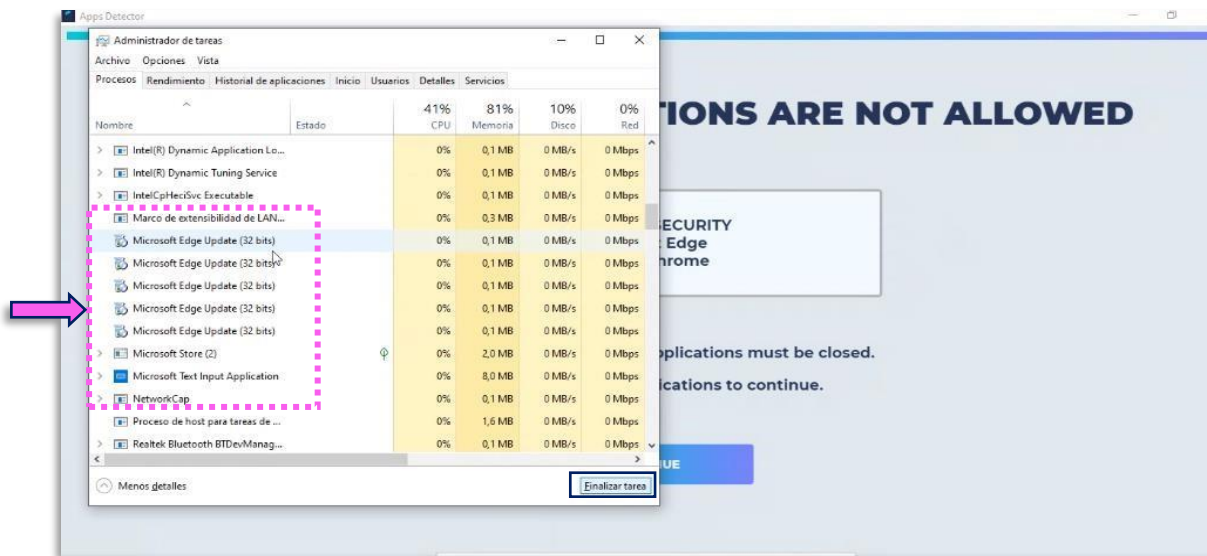 Apps Detector
Administrador de tareas
Archivo Opciones Vista
Procesos Rendimiento Historial de aplicaciones Inicio Usuarios Detalles Servicios
41% 81% 10% 0%
Nombre Estado CPU Memoria Disco Red
Intel(R) Dynamic Application Lo... 0% 0,1 MB 0 MB/s 0 Mbps
Intel(R) Dynamic Tuning Service 0% 0,1 MB 0 MB/s 0 Mbps
IntelCpHeciSvc Executable 0% 0,1 MB 0 MB/s 0 Mbps
Marco de extensibilidad de LAN... 0% 0,3 MB 0 MB/s 0 Mbps
Microsoft Edge Update (32 bits) 0% 0,1 MB 0 MB/s 0 Mbps
Microsoft Edge Update (32 bits) 0% 0,1 MB 0 MB/s 0 Mbps
Microsoft Edge Update (32 bits) 0% 0,1 MB 0 MB/s 0 Mbps
Microsoft Edge Update (32 bits) 0% 0,1 MB 0 MB/s 0 Mbps
Microsoft Edge Update (32 bits) 0% 0,1 MB 0 MB/s 0 Mbps
Microsoft Store (2) 0% 2,0 MB 0 MB/s 0 Mbps
Microsoft Text Input Application 0% 8,0 MB 0 MB/s 0 Mbps
NetworkCap 0% 0,1 MB 0 MB/s 0 Mbps
Proceso de host para tareas de ... 0% 1,6 MB 0 MB/s 0 Mbps
Realtek Bluetooth BTDevManag... 0% 0,1 MB 0 MB/s 0 Mbps
Menos detalles
Finalizar tarea
IONS ARE NOT ALLOWED
ECURITY
Edge
hrome
pplications must be closed.
ications to continue.
UE